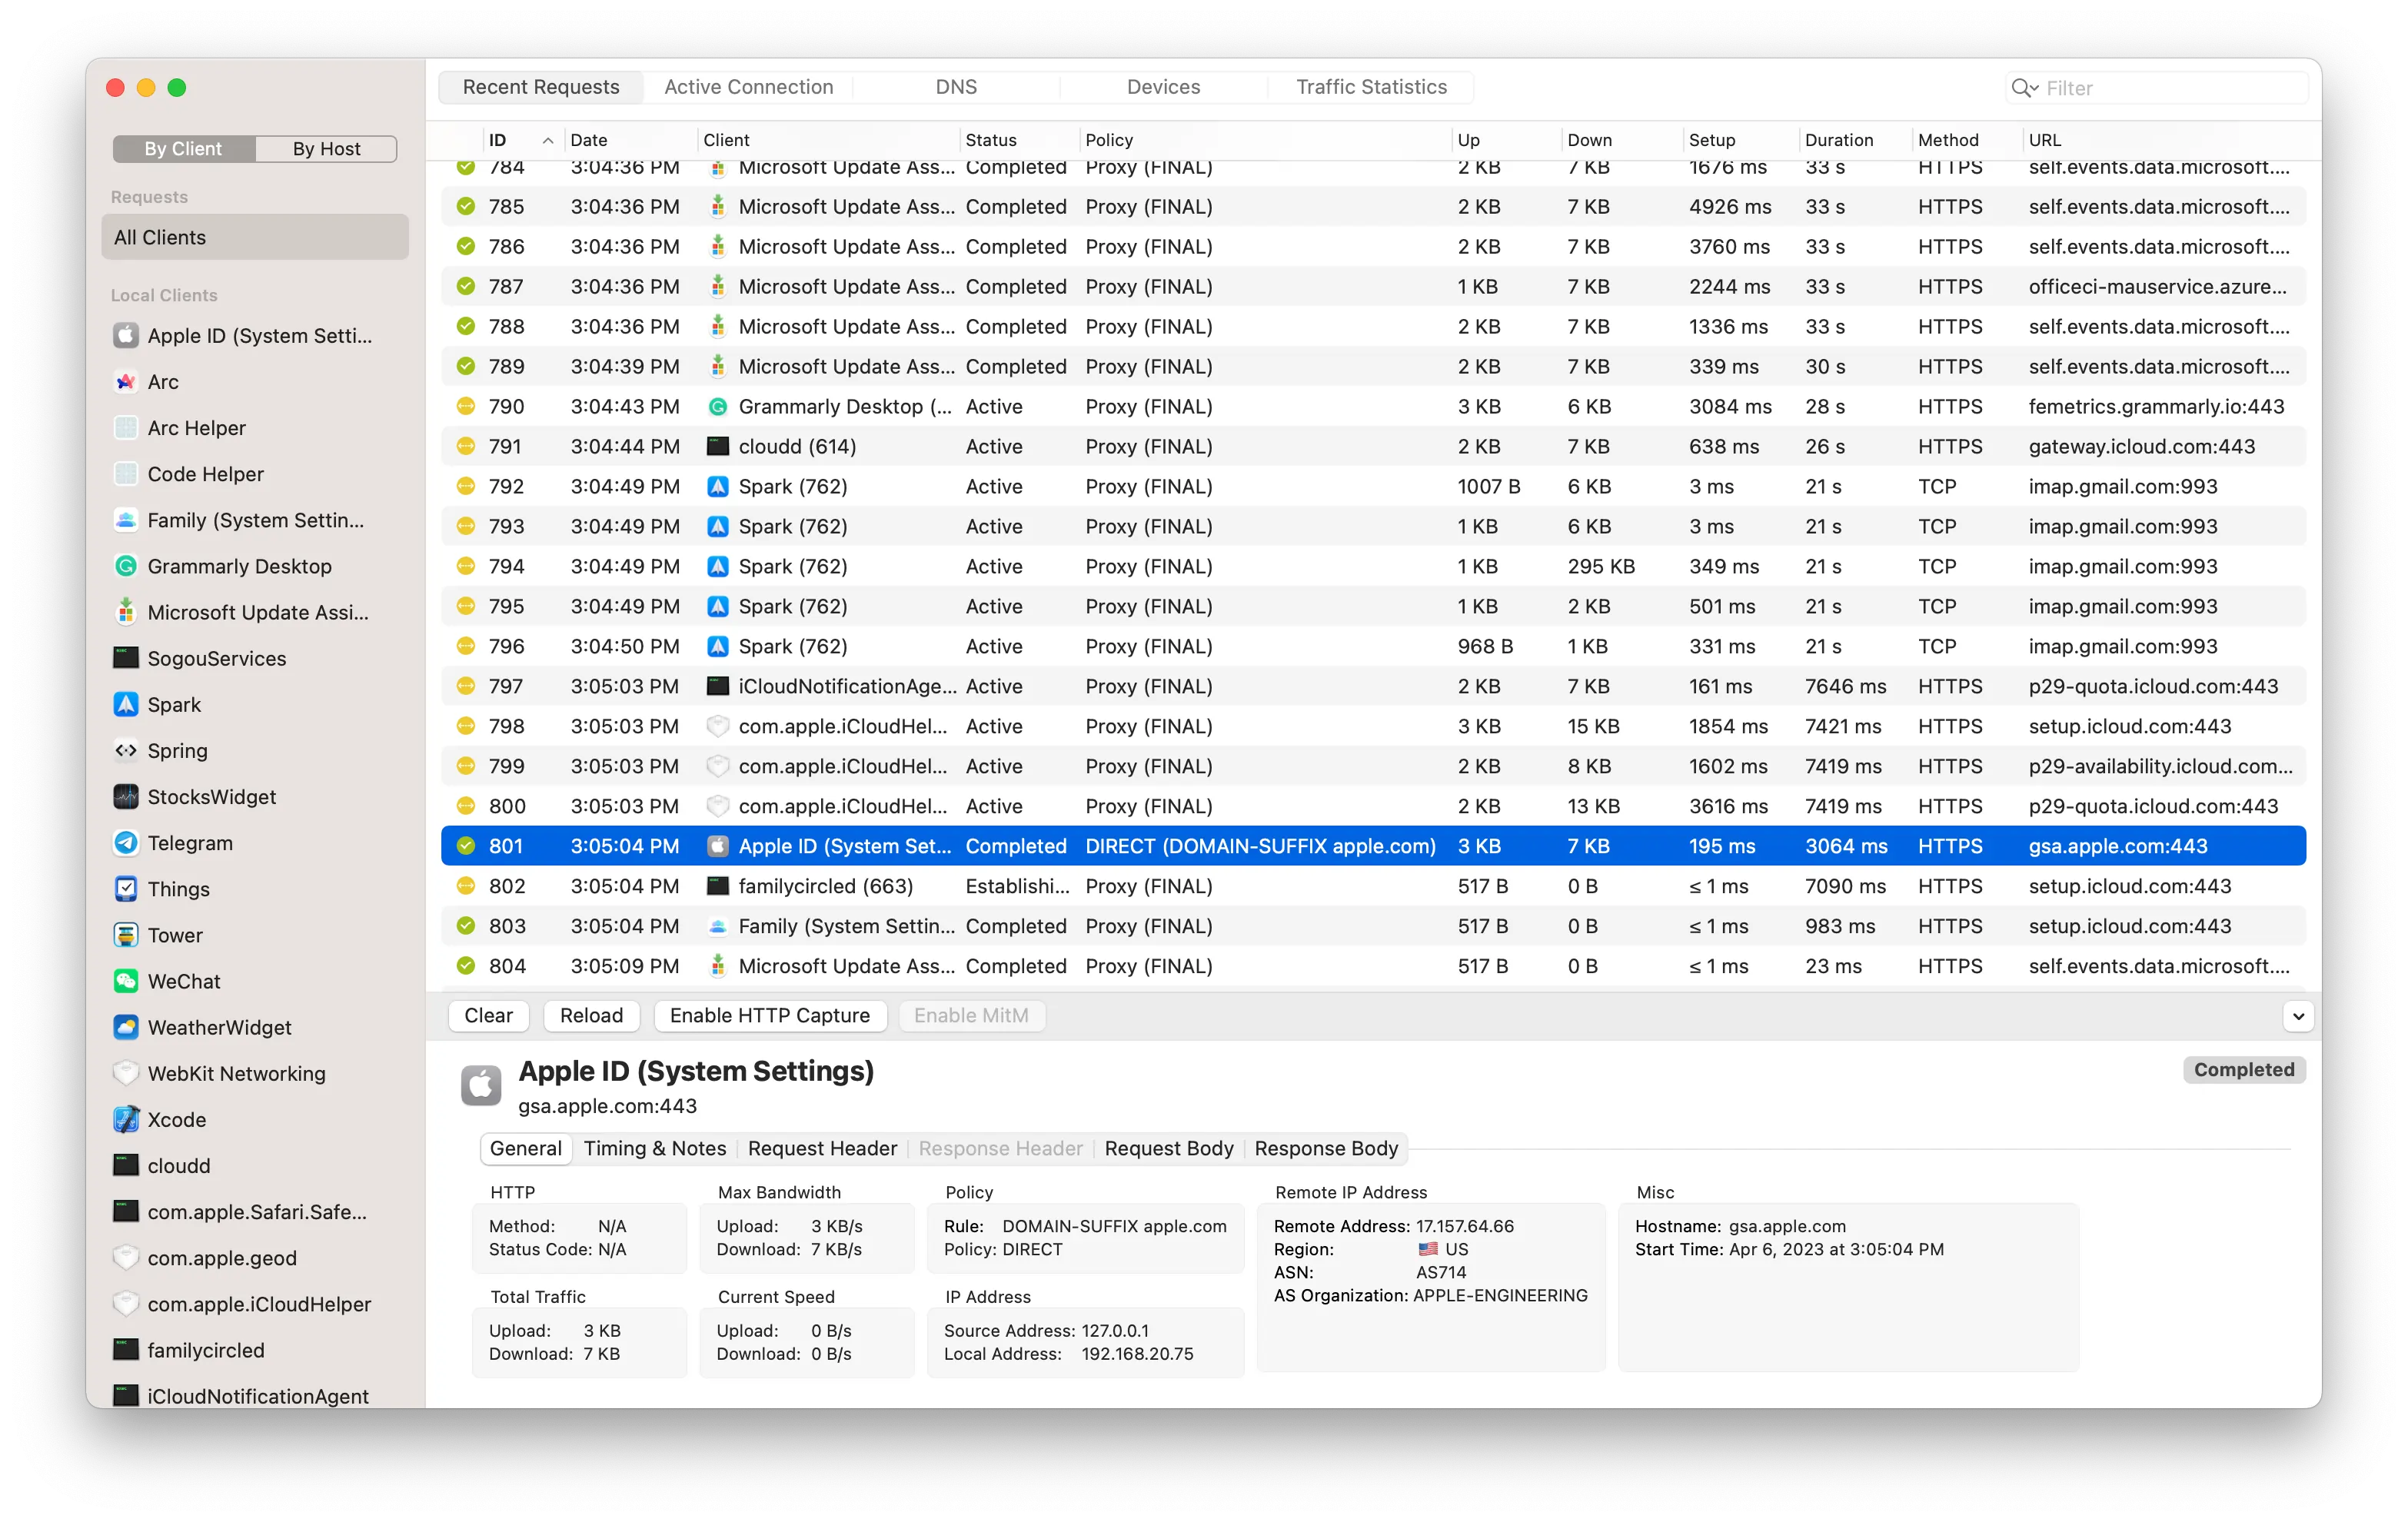 Recent Requests Active Connection DNS Devices Traffic Statistics Filter
By Client By Host
Requests
All Clients
Local Clients
Apple ID (System Setti...
Arc
Arc Helper
Code Helper
Family (System Settin...
Grammarly Desktop
Microsoft Update Assi...
SogouServices
Spark
Spring
StocksWidget
Telegram
Things
Tower
WeChat
WeatherWidget
WebKit Networking
Xcode
cloudd
com.apple.Safari.Safe...
com.apple.geod
com.apple.iCloudHelper
familycircled
iCloudNotificationAgent
ID Date Client Status Policy Up Down Setup Duration Method URL
784 3:04:36 PM Microsoft Update Ass... Completed Proxy (FINAL) 2 KB 7 KB 1676 ms 33 s HTTPS self.events.data.microsoft....
785 3:04:36 PM Microsoft Update Ass... Completed Proxy (FINAL) 2 KB 7 KB 4926 ms 33 s HTTPS self.events.data.microsoft....
786 3:04:36 PM Microsoft Update Ass... Completed Proxy (FINAL) 2 KB 7 KB 3760 ms 33 s HTTPS self.events.data.microsoft....
787 3:04:36 PM Microsoft Update Ass... Completed Proxy (FINAL) 1 KB 7 KB 2244 ms 33 s HTTPS officeci-mauservice.azure...
788 3:04:36 PM Microsoft Update Ass... Completed Proxy (FINAL) 2 KB 7 KB 1336 ms 33 s HTTPS self.events.data.microsoft....
789 3:04:39 PM Microsoft Update Ass... Completed Proxy (FINAL) 2 KB 7 KB 339 ms 30 s HTTPS self.events.data.microsoft....
790 3:04:43 PM Grammarly Desktop (... Active Proxy (FINAL) 3 KB 6 KB 3084 ms 28 s HTTPS femetrics.grammarly.io:443
791 3:04:44 PM cloudd (614) Active Proxy (FINAL) 2 KB 7 KB 638 ms 26 s HTTPS gateway.icloud.com:443
792 3:04:49 PM Spark (762) Active Proxy (FINAL) 1007 B 6 KB 3 ms 21 s TCP imap.gmail.com:993
793 3:04:49 PM Spark (762) Active Proxy (FINAL) 1 KB 6 KB 3 ms 21 s TCP imap.gmail.com:993
794 3:04:49 PM Spark (762) Active Proxy (FINAL) 1 KB 295 KB 349 ms 21 s TCP imap.gmail.com:993
795 3:04:49 PM Spark (762) Active Proxy (FINAL) 1 KB 2 KB 501 ms 21 s TCP imap.gmail.com:993
796 3:04:50 PM Spark (762) Active Proxy (FINAL) 968 B 1 KB 331 ms 21 s TCP imap.gmail.com:993
797 3:05:03 PM iCloudNotificationAge... Active Proxy (FINAL) 2 KB 7 KB 161 ms 7646 ms HTTPS p29-quota.icloud.com:443
798 3:05:03 PM com.apple.iCloudHel... Active Proxy (FINAL) 3 KB 15 KB 1854 ms 7421 ms HTTPS setup.icloud.com:443
799 3:05:03 PM com.apple.iCloudHel... Active Proxy (FINAL) 2 KB 8 KB 1602 ms 7419 ms HTTPS p29-availability.icloud.com...
800 3:05:03 PM com.apple.iCloudHel... Active Proxy (FINAL) 2 KB 13 KB 3616 ms 7419 ms HTTPS p29-quota.icloud.com:443
801 3:05:04 PM Apple ID (System Set... Completed DIRECT (DOMAIN-SUFFIX apple.com) 3 KB 7 KB 195 ms 3064 ms HTTPS gsa.apple.com:443
802 3:05:04 PM familycircled (663) Establishi... Proxy (FINAL) 517 B 0 B ≤ 1 ms 7090 ms HTTPS setup.icloud.com:443
803 3:05:04 PM Family (System Settin... Completed Proxy (FINAL) 517 B 0 B ≤ 1 ms 983 ms HTTPS setup.icloud.com:443
804 3:05:09 PM Microsoft Update Ass... Completed Proxy (FINAL) 517 B 0 B ≤ 1 ms 23 ms HTTPS self.events.data.microsoft....
Clear Reload Enable HTTP Capture Enable MitM
Apple ID (System Settings) Completed
gsa.apple.com:443
General Timing & Notes Request Header Response Header Request Body Response Body
HTTP
Method: N/A
Status Code: N/A
Max Bandwidth
Upload: 3 KB/s
Download: 7 KB/s
Policy
Rule: DOMAIN-SUFFIX apple.com
Policy: DIRECT
Remote IP Address
Remote Address: 17.157.64.66
Region: US
ASN: AS714
AS Organization: APPLE-ENGINEERING
Misc
Hostname: gsa.apple.com
Start Time: Apr 6, 2023 at 3:05:04 PM
Total Traffic
Upload: 3 KB
Download: 7 KB
Current Speed
Upload: 0 B/s
Download: 0 B/s
IP Address
Source Address: 127.0.0.1
Local Address: 192.168.20.75